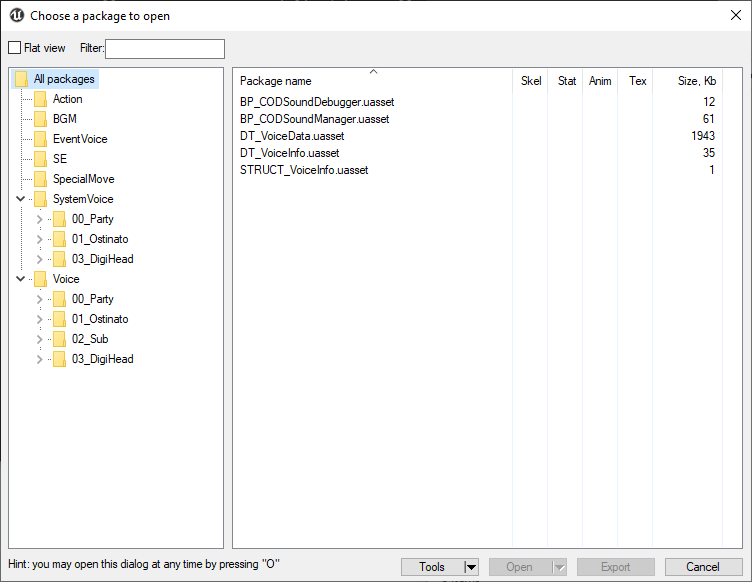 Choose a package to open
Flat view Filter:
All packages
Action
BGM
EventVoice
SE
SpecialMove
SystemVoice
00_Party
01_Ostinato
03_DigiHead
Voice
00_Party
01_Ostinato
02_Sub
03_DigiHead
Package name Skel Stat Anim Tex Size, Kb
BP_CODSoundDebugger.uasset 12
BP_CODSoundManager.uasset 61
DT_VoiceData.uasset 1943
DT_VoiceInfo.uasset 35
STRUCT_VoiceInfo.uasset 1
Hint: you may open this dialog at any time by pressing "O"
Tools Open Export Cancel